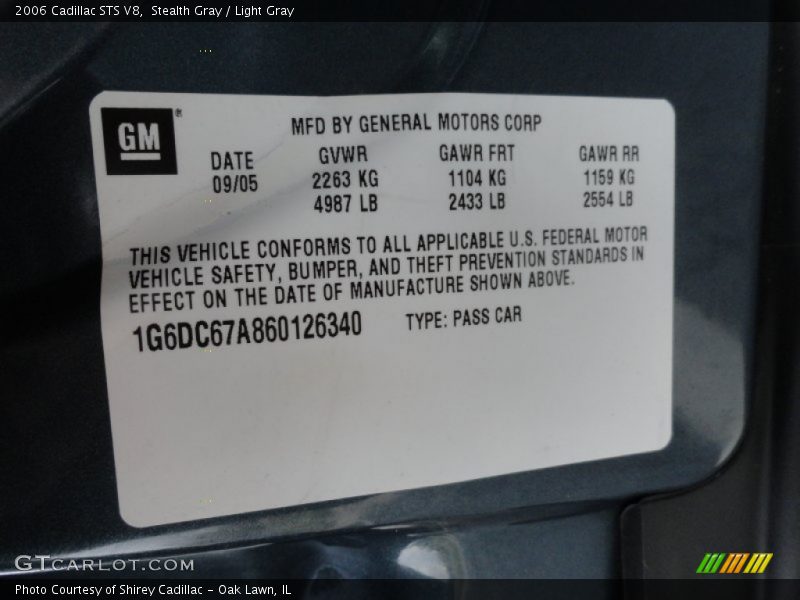 2006 Cadillac STS V8, Stealth Gray / Light Gray
GM ®
MFD BY GENERAL MOTORS CORP
DATE GVWR GAWR FRT GAWR RR
09/05 2263 KG 1104 KG 1159 KG
4987 LB 2433 LB 2554 LB
THIS VEHICLE CONFORMS TO ALL APPLICABLE U.S. FEDERAL MOTOR
VEHICLE SAFETY, BUMPER, AND THEFT PREVENTION STANDARDS IN
EFFECT ON THE DATE OF MANUFACTURE SHOWN ABOVE.
1G6DC67A860126340 TYPE: PASS CAR
GTCARLOT.COM
Photo Courtesy of Shirey Cadillac - Oak Lawn, IL